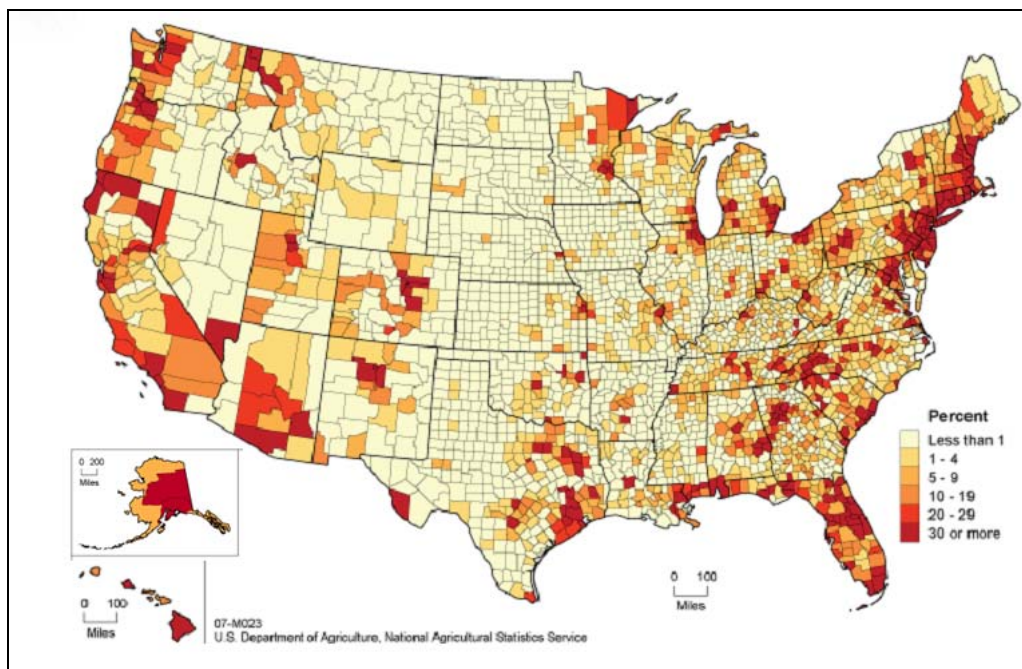 Percent
Less than 1
1 - 4
5 - 9
10 - 19
20 - 29
30 or more
0 200
Miles
0 100
Miles
0 100
Miles
07-M023
U.S. Department of Agriculture, National Agricultural Statistics Service